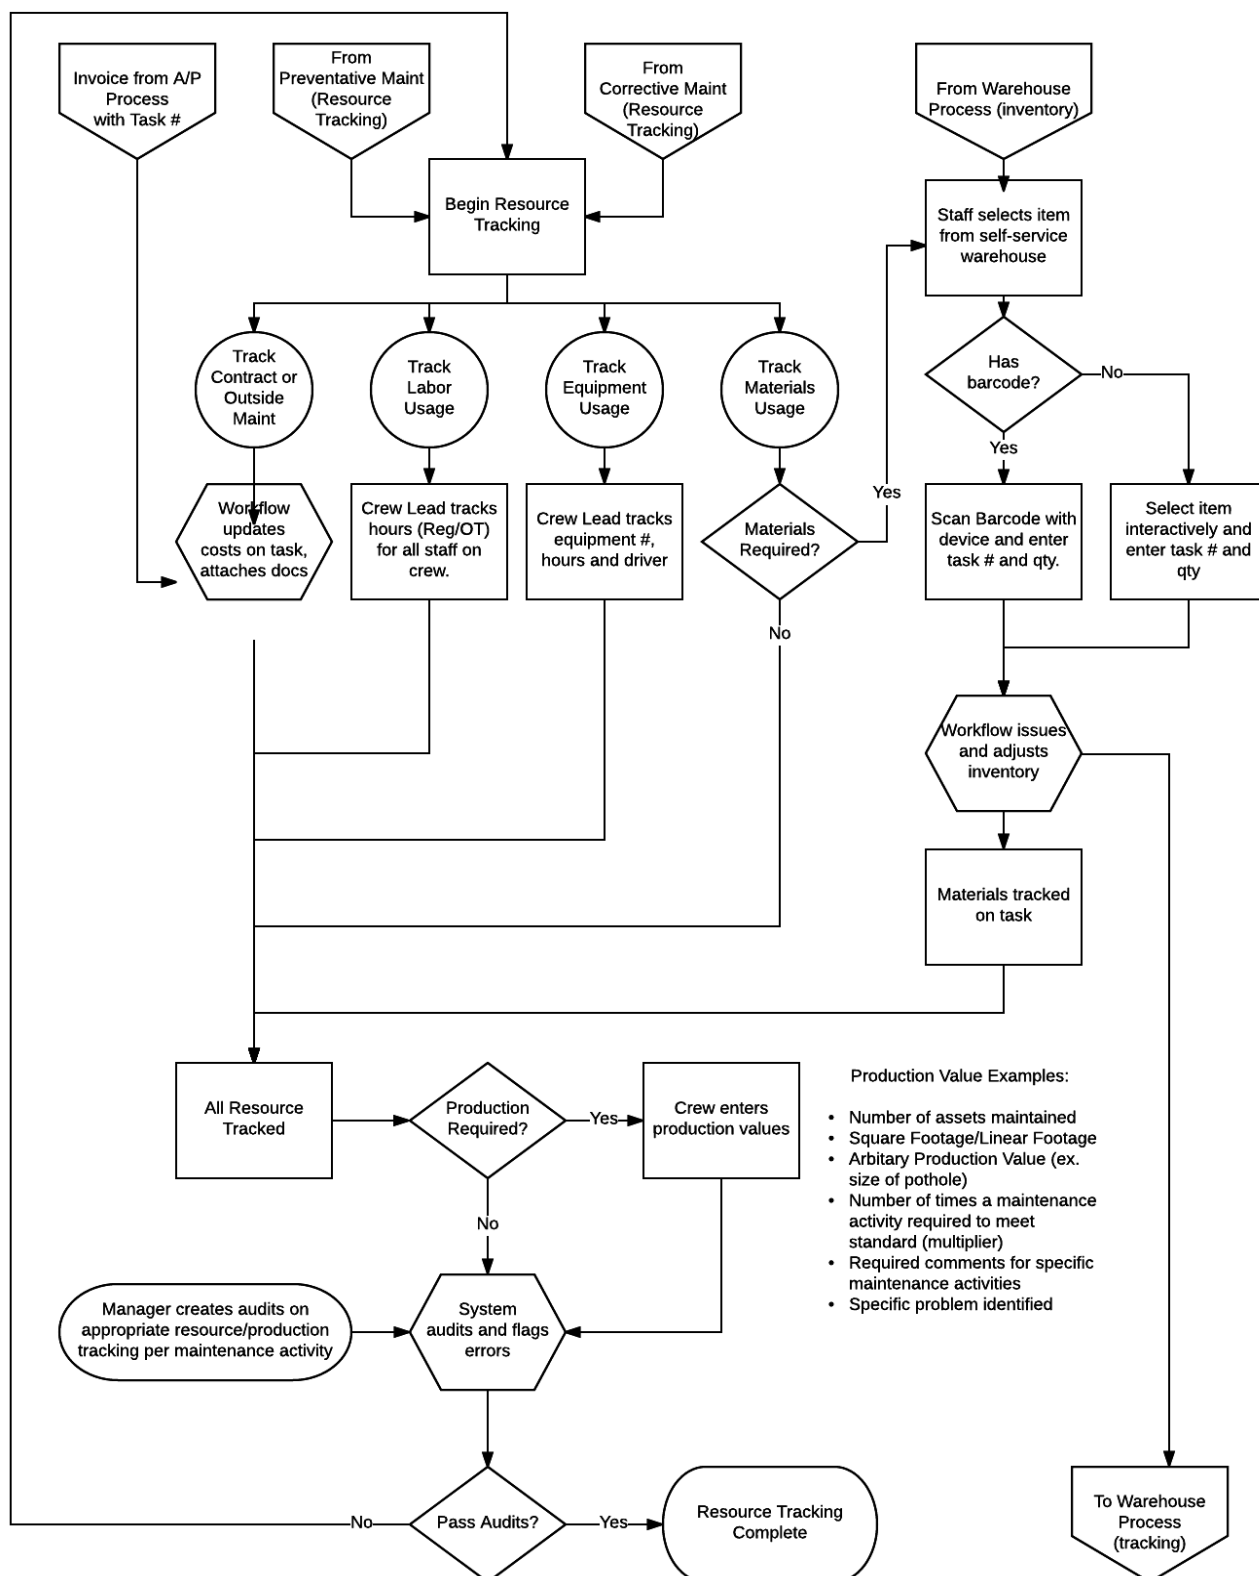 Invoice from A/P
Process
with Task #
From
Preventative Maint
(Resource
Tracking)
From
Corrective Maint
(Resource
Tracking)
From Warehouse
Process (inventory)
Begin Resource
Tracking
Staff selects item
from self-service
warehouse
Track
Contract or
Outside
Maint
Track
Labor
Usage
Track
Equipment
Usage
Track
Materials
Usage
Has
barcode?
No
Yes
Yes
Workflow
updates
costs on task,
attaches docs
Crew Lead tracks
hours (Reg/OT)
for all staff on
crew.
Crew Lead tracks
equipment #,
hours and driver
Materials
Required?
No
Scan Barcode with
device and enter
task # and qty.
Select item
interactively and
enter task # and
qty
Workflow issues
and adjusts
inventory
Materials tracked
on task
All Resource
Tracked
Production
Required?
Yes
No
Crew enters
production values
Production Value Examples:
• Number of assets maintained
• Square Footage/Linear Footage
• Arbitary Production Value (ex.
size of pothole)
• Number of times a maintenance
activity required to meet
standard (multiplier)
• Required comments for specific
maintenance activities
• Specific problem identified
Manager creates audits on
appropriate resource/production
tracking per maintenance activity
System
audits and flags
errors
No
Pass Audits?
Yes
Resource Tracking
Complete
To Warehouse
Process
(tracking)